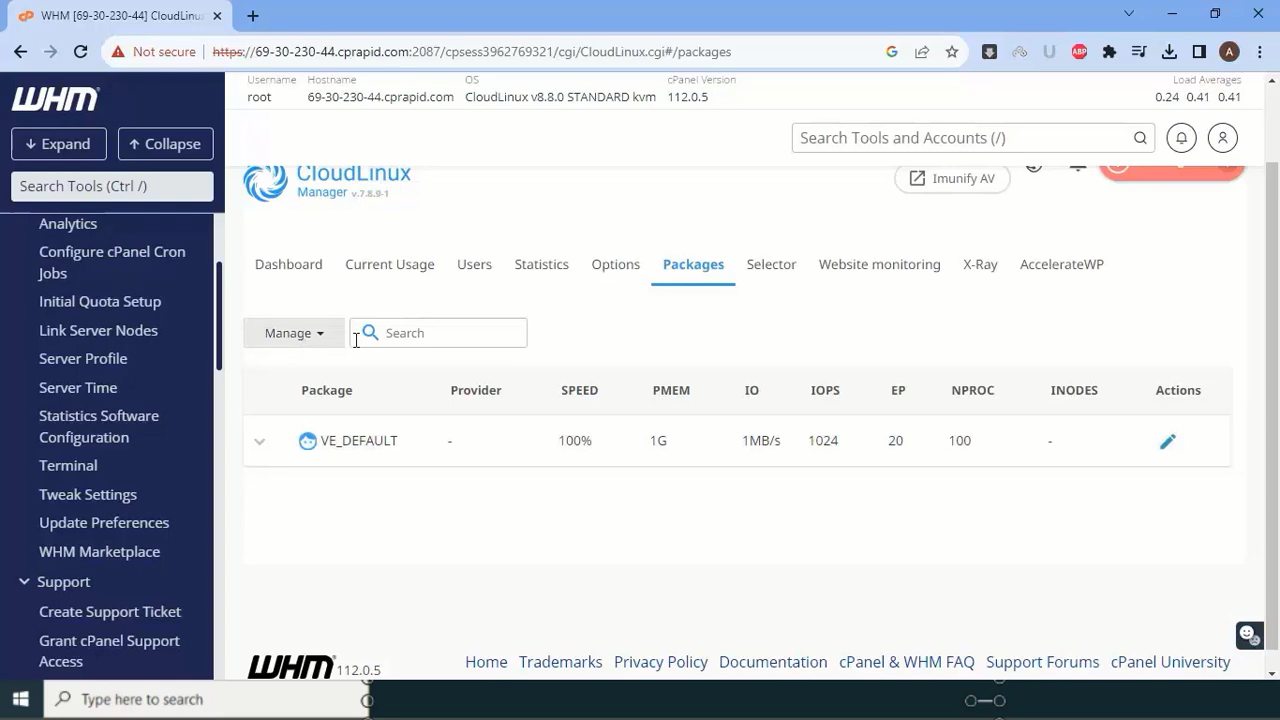 WHM [69-30-230-44] CloudLinux
Not secure https://69-30-230-44.cprapid.com:2087/cpsess3962769321/cgi/CloudLinux.cgi#/packages
ABP
A
WHM
Expand
Collapse
Search Tools (Ctrl /)
Analytics
Configure cPanel Cron
Jobs
Initial Quota Setup
Link Server Nodes
Server Profile
Server Time
Statistics Software
Configuration
Terminal
Tweak Settings
Update Preferences
WHM Marketplace
Support
Create Support Ticket
Grant cPanel Support
Access
Username Hostname OS cPanel Version Load Averages
root 69-30-230-44.cprapid.com CloudLinux v8.8.0 STANDARD kvm 112.0.5 0.24 0.41 0.41
Search Tools and Accounts (/)
CloudLinux
Manager v.7.8.9-1
Imunify AV
Dashboard Current Usage Users Statistics Options Packages Selector Website monitoring X-Ray AccelerateWP
Manage Search
Package Provider SPEED PMEM IO IOPS EP NPROC INODES Actions
VE_DEFAULT - 100% 1G 1MB/s 1024 20 100 -
WHM 112.0.5
Home Trademarks Privacy Policy Documentation cPanel & WHM FAQ Support Forums cPanel University
Type here to search